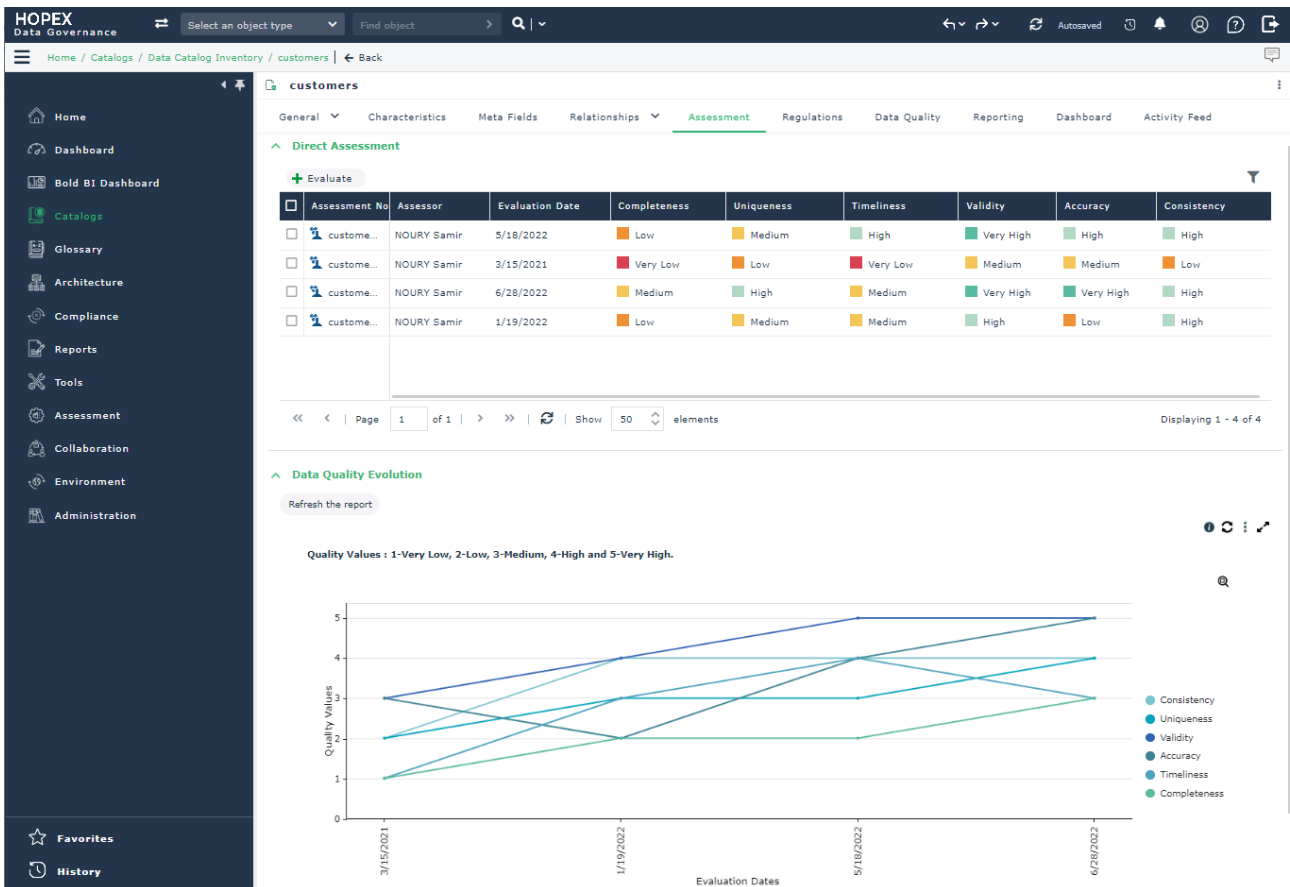 HOPEX
Data Governance
Select an object type
Find object
Autosaved
Home / Catalogs / Data Catalog Inventory / customers | ← Back
Home
Dashboard
Bold BI Dashboard
Catalogs
Glossary
Architecture
Compliance
Reports
Tools
Assessment
Collaboration
Environment
Administration
Favorites
History
customers
General Characteristics Meta Fields Relationships Assessment Regulations Data Quality Reporting Dashboard Activity Feed
Direct Assessment
+ Evaluate
Assessment No Assessor Evaluation Date Completeness Uniqueness Timeliness Validity Accuracy Consistency
custome... NOURY Samir 5/18/2022 Low Medium High Very High High High
custome... NOURY Samir 3/15/2021 Very Low Low Very Low Medium Medium Low
custome... NOURY Samir 6/28/2022 Medium High Medium Very High Very High High
custome... NOURY Samir 1/19/2022 Low Medium Medium High Low High
Page 1 of 1 Show 50 elements Displaying 1 - 4 of 4
Data Quality Evolution
Refresh the report
Quality Values : 1-Very Low, 2-Low, 3-Medium, 4-High and 5-Very High.
Quality Values
5
4
3
2
1
0
3/15/2021
1/19/2022
5/18/2022
6/28/2022
Evaluation Dates
Consistency
Uniqueness
Validity
Accuracy
Timeliness
Completeness